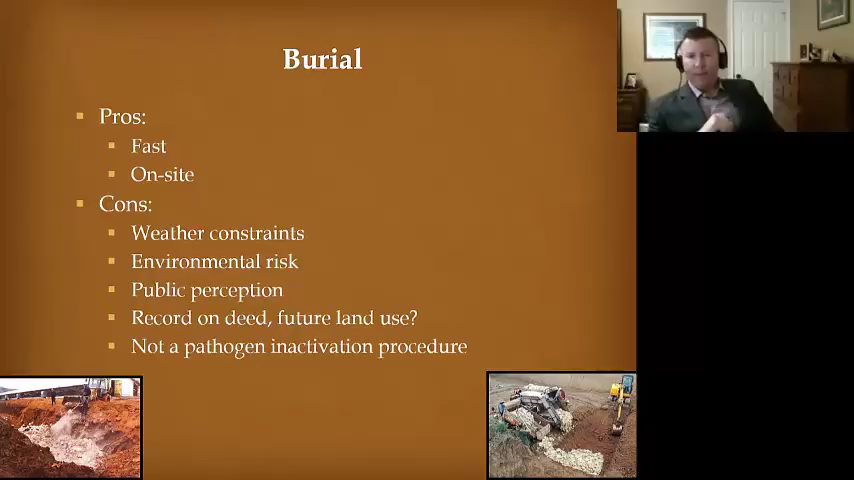 Burial
Pros:
Fast
On-site
Cons:
Weather constraints
Environmental risk
Public perception
Record on deed, future land use?
Not a pathogen inactivation procedure